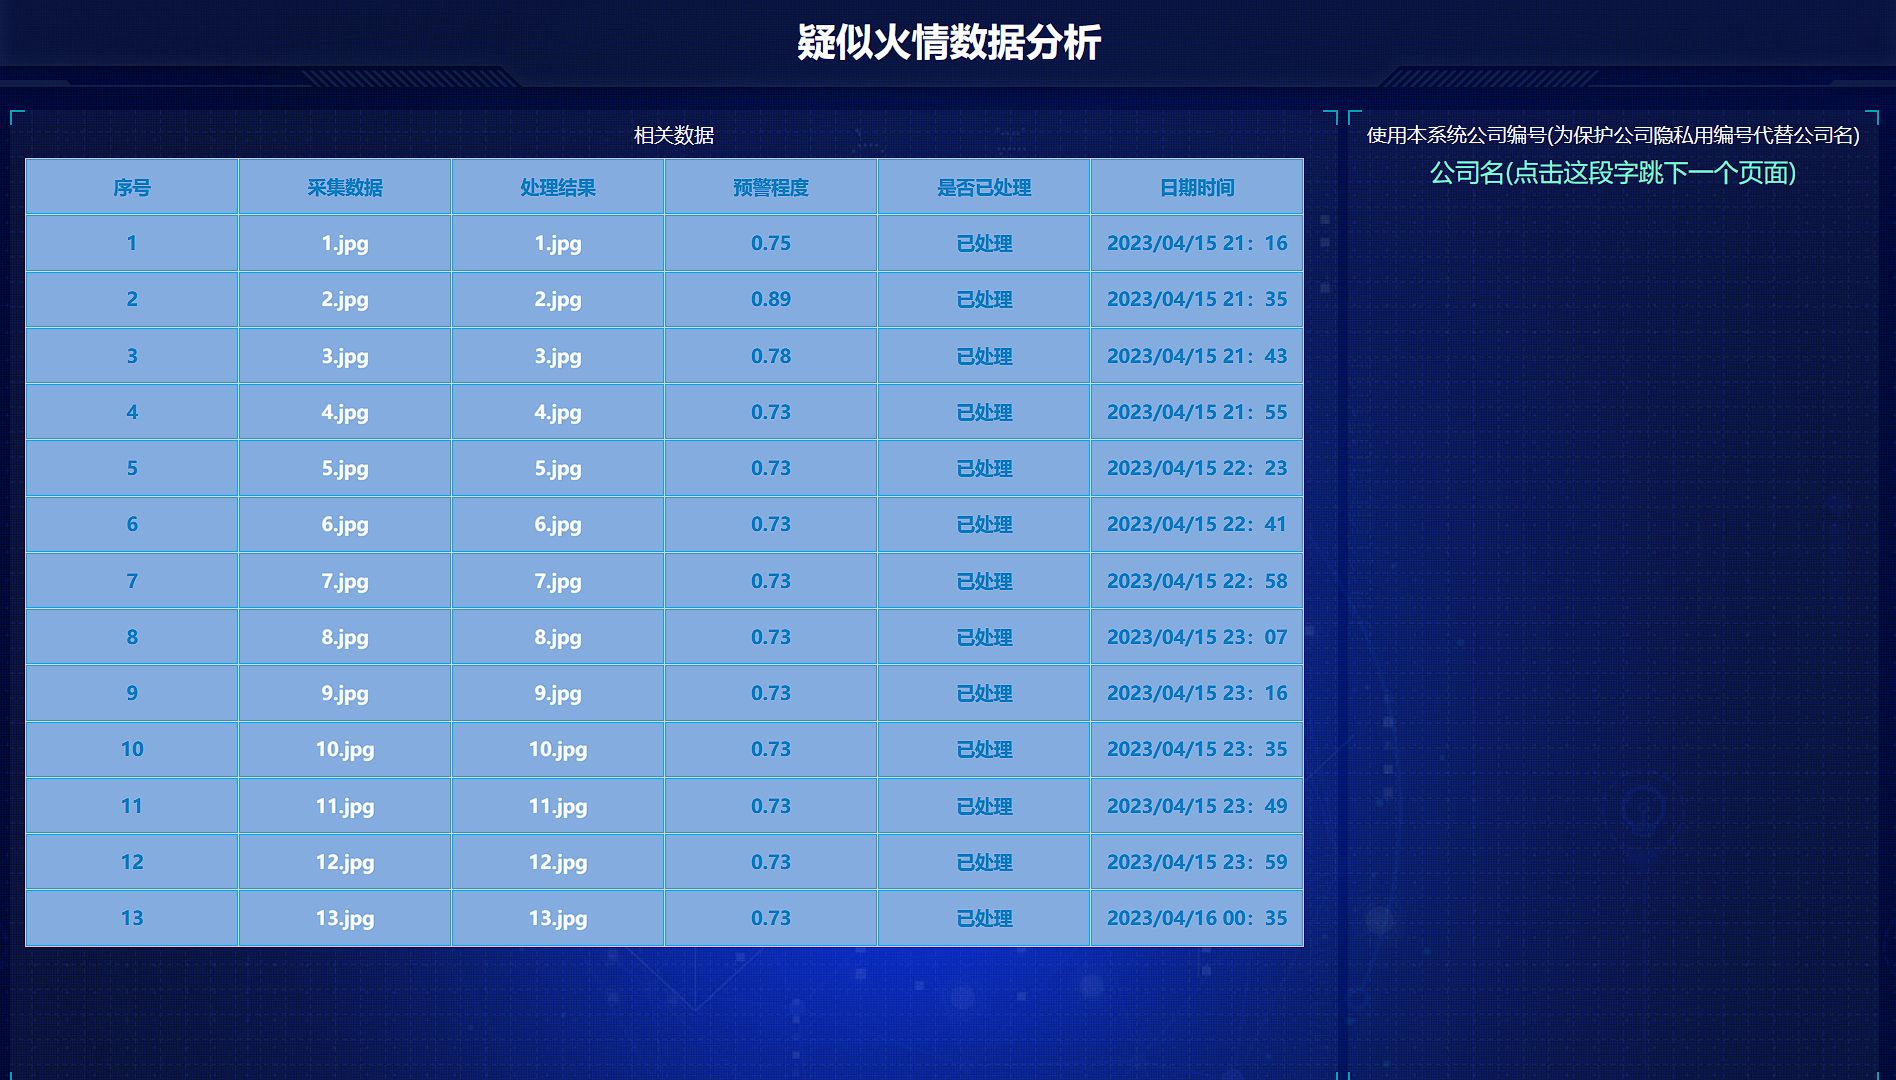 疑似火情数据分析
相关数据
序号 采集数据 处理结果 预警程度 是否已处理 日期时间
1 1.jpg 1.jpg 0.75 已处理 2023/04/15 21：16
2 2.jpg 2.jpg 0.89 已处理 2023/04/15 21：35
3 3.jpg 3.jpg 0.78 已处理 2023/04/15 21：43
4 4.jpg 4.jpg 0.73 已处理 2023/04/15 21：55
5 5.jpg 5.jpg 0.73 已处理 2023/04/15 22：23
6 6.jpg 6.jpg 0.73 已处理 2023/04/15 22：41
7 7.jpg 7.jpg 0.73 已处理 2023/04/15 22：58
8 8.jpg 8.jpg 0.73 已处理 2023/04/15 23：07
9 9.jpg 9.jpg 0.73 已处理 2023/04/15 23：16
10 10.jpg 10.jpg 0.73 已处理 2023/04/15 23：35
11 11.jpg 11.jpg 0.73 已处理 2023/04/15 23：49
12 12.jpg 12.jpg 0.73 已处理 2023/04/15 23：59
13 13.jpg 13.jpg 0.73 已处理 2023/04/16 00：35
使用本系统公司编号(为保护公司隐私用编号代替公司名)
公司名(点击这段字跳下一个页面)